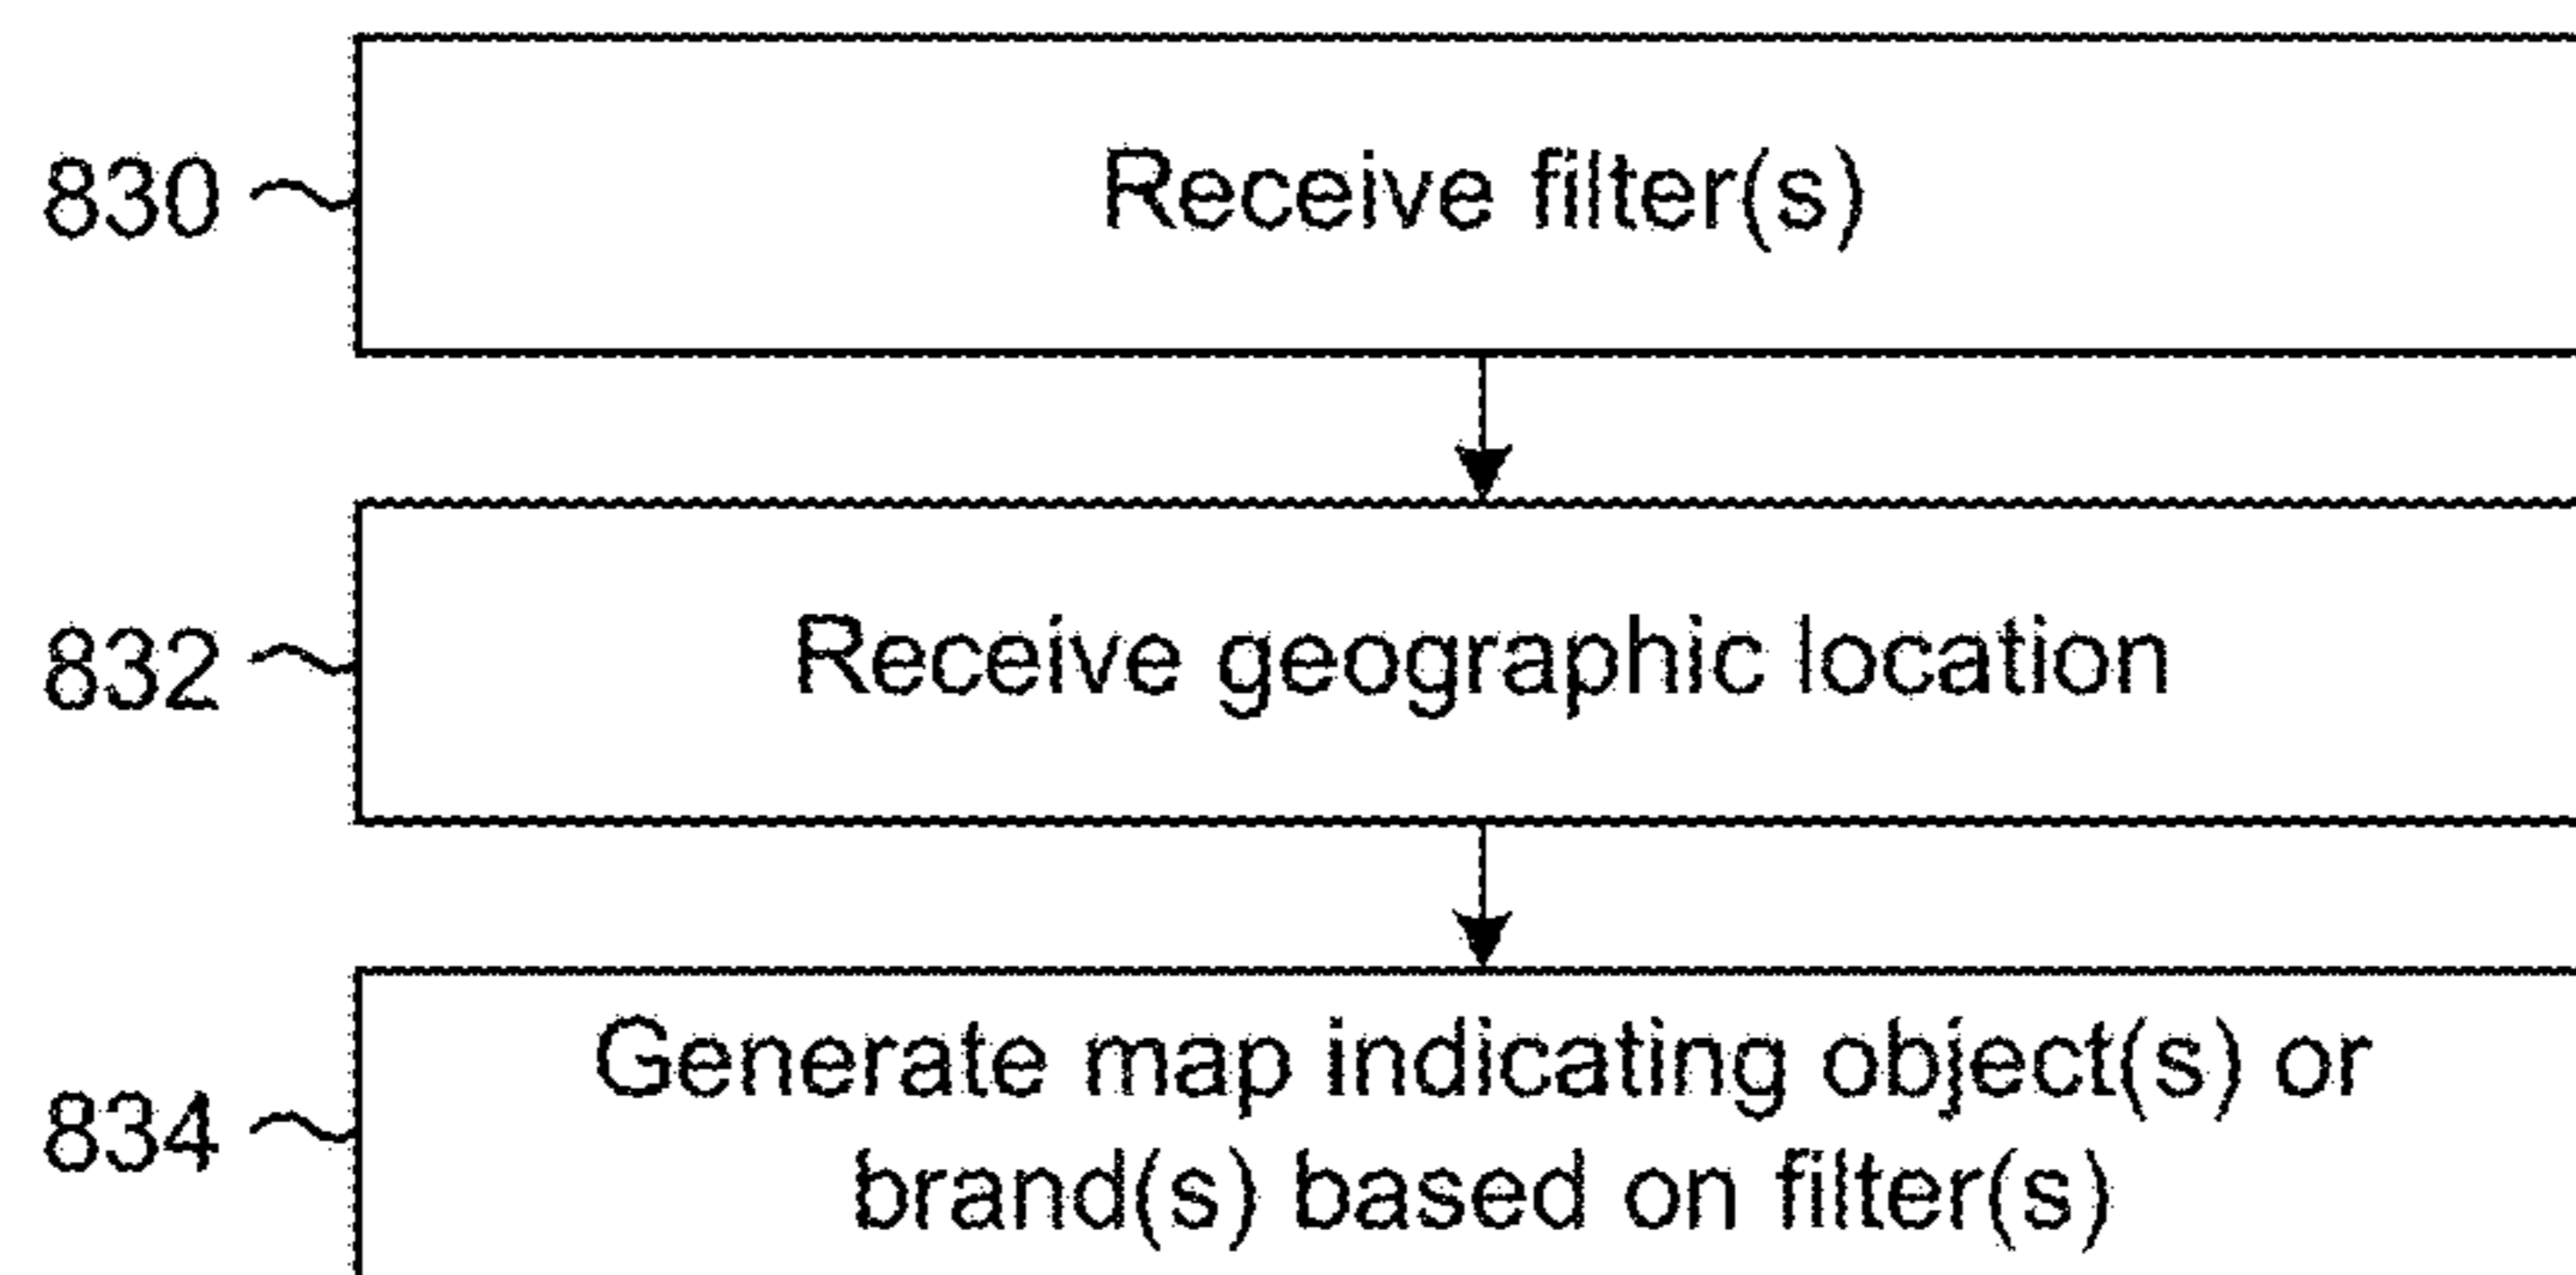 830
Receive filter(s)
832
Receive geographic location
834
Generate map indicating object(s) or
brand(s) based on filter(s)